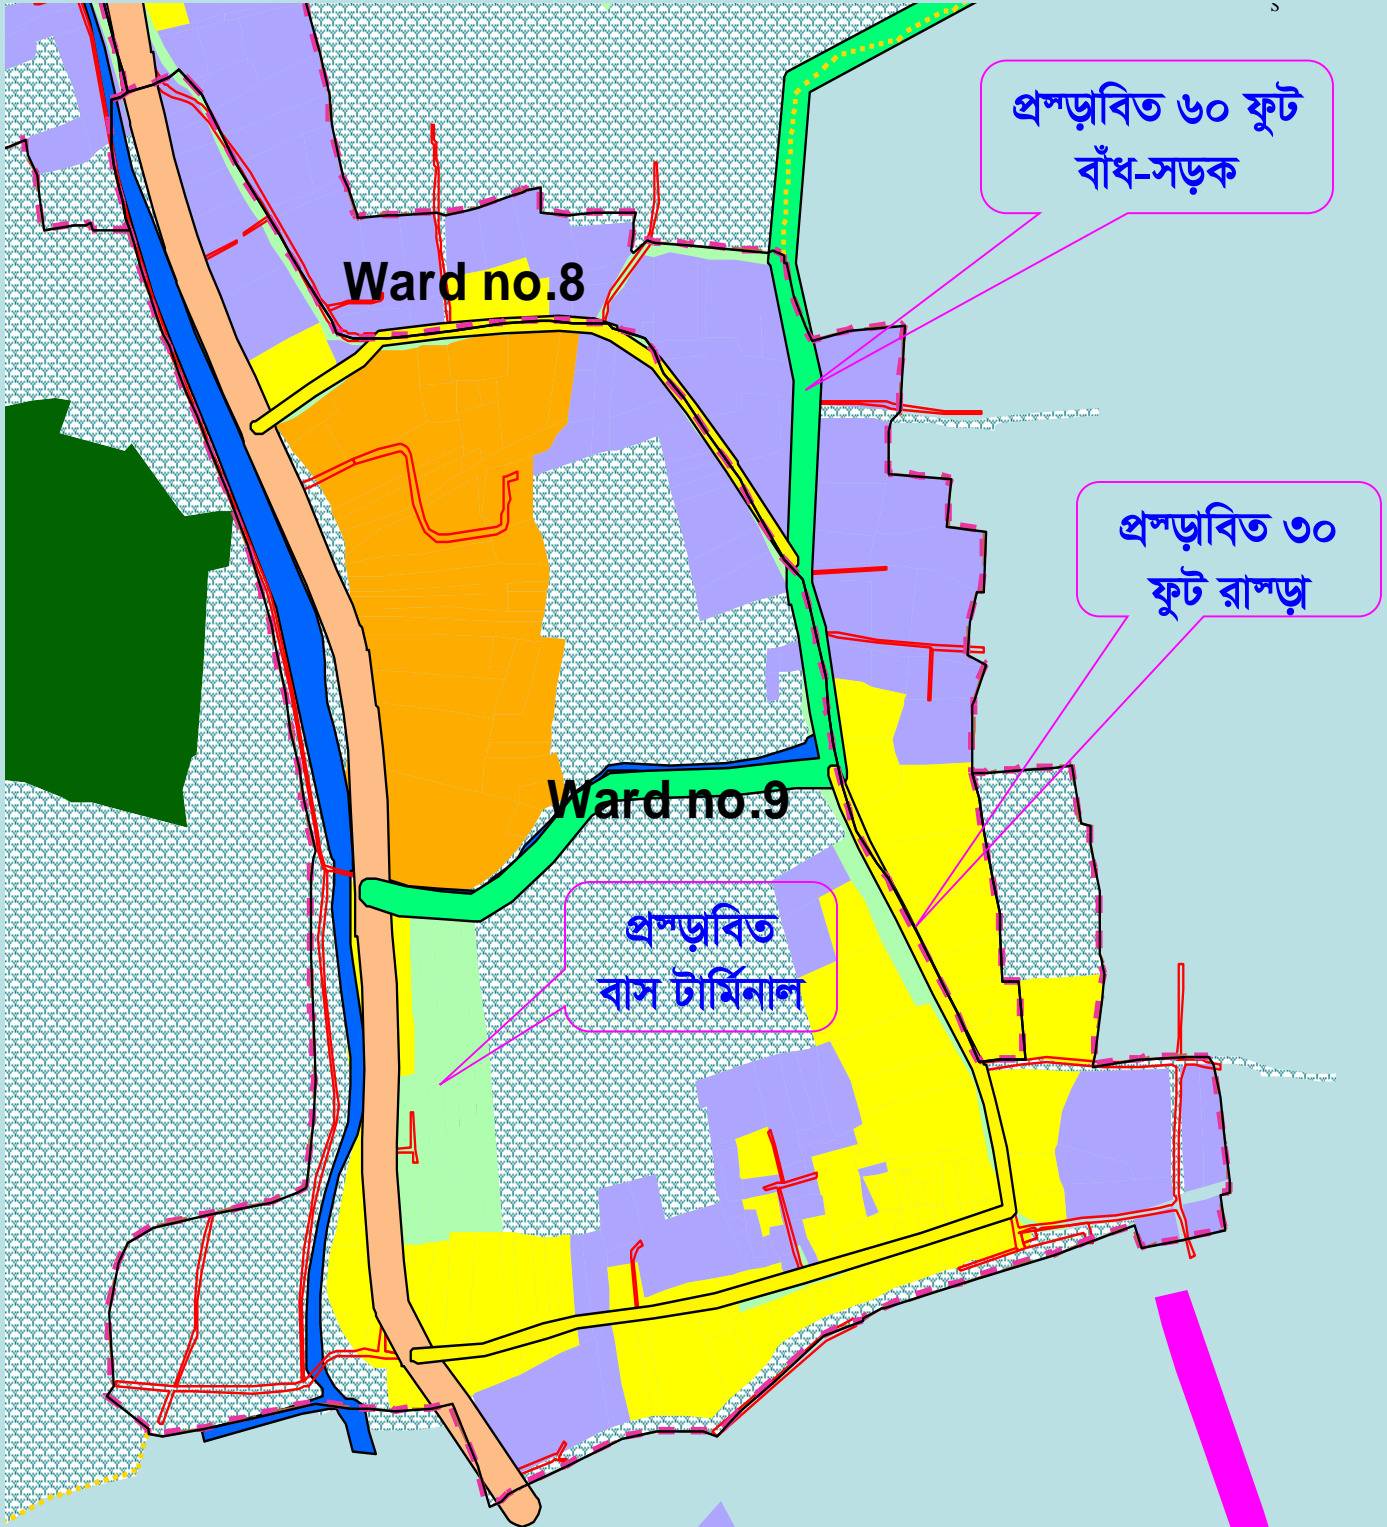 s
প্রস্ড়াবিত ৬০ ফুট
বাঁধ-সড়ক
Ward no.8
প্রস্ড়াবিত ৩০
ফুট রাস্ড়া
Ward no.9
প্রস্ড়াবিত
বাস টার্মিনাল